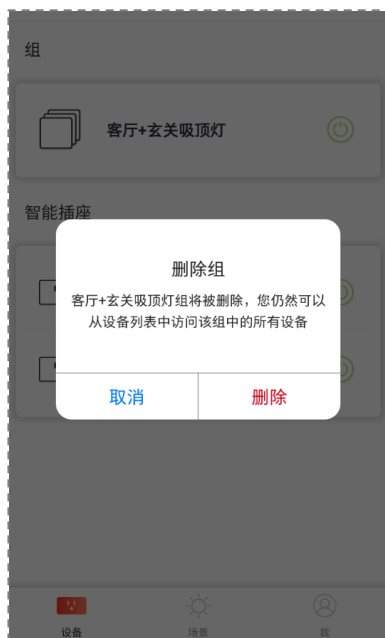 组
客厅+玄关吸顶灯
智能插座
删除组
客厅+玄关吸顶灯组将被删除，您仍然可以
从设备列表中访问该组中的所有设备
取消
删除
设备
场景
我